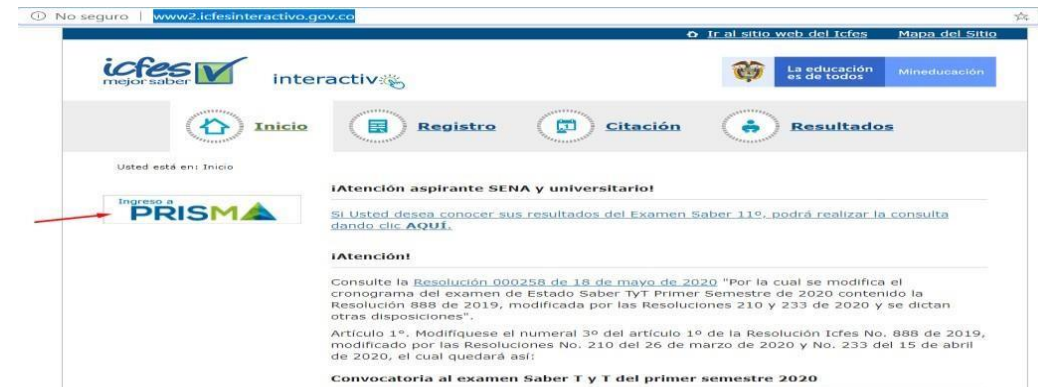 No seguro | www2.icfesinteractivo.gov.co
Ir al sitio web del Icfes Mapa del Sitio
icfes
mejor saber
interactiv
La educación
es de todos
Mineducación
Inicio Registro Citación Resultados
Usted está en: Inicio
Ingreso a
PRISMA
¡Atención aspirante SENA y universitario!
Si Usted desea conocer sus resultados del Examen Saber 11º, podrá realizar la consulta
dando clic AQUÍ.
¡Atención!
Consulte la Resolución 000258 de 18 de mayo de 2020 "Por la cual se modifica el
cronograma del examen de Estado Saber TyT Primer Semestre de 2020 contenido la
Resolución 888 de 2019, modificada por las Resoluciones 210 y 233 de 2020 y se dictan
otras disposiciones".
Artículo 1º. Modifíquese el numeral 3º del artículo 1º de la Resolución Icfes No. 888 de 2019,
modificado por las Resoluciones No. 210 del 26 de marzo de 2020 y No. 233 del 15 de abril
de 2020, el cual quedará así:
Convocatoria al examen Saber T y T del primer semestre 2020